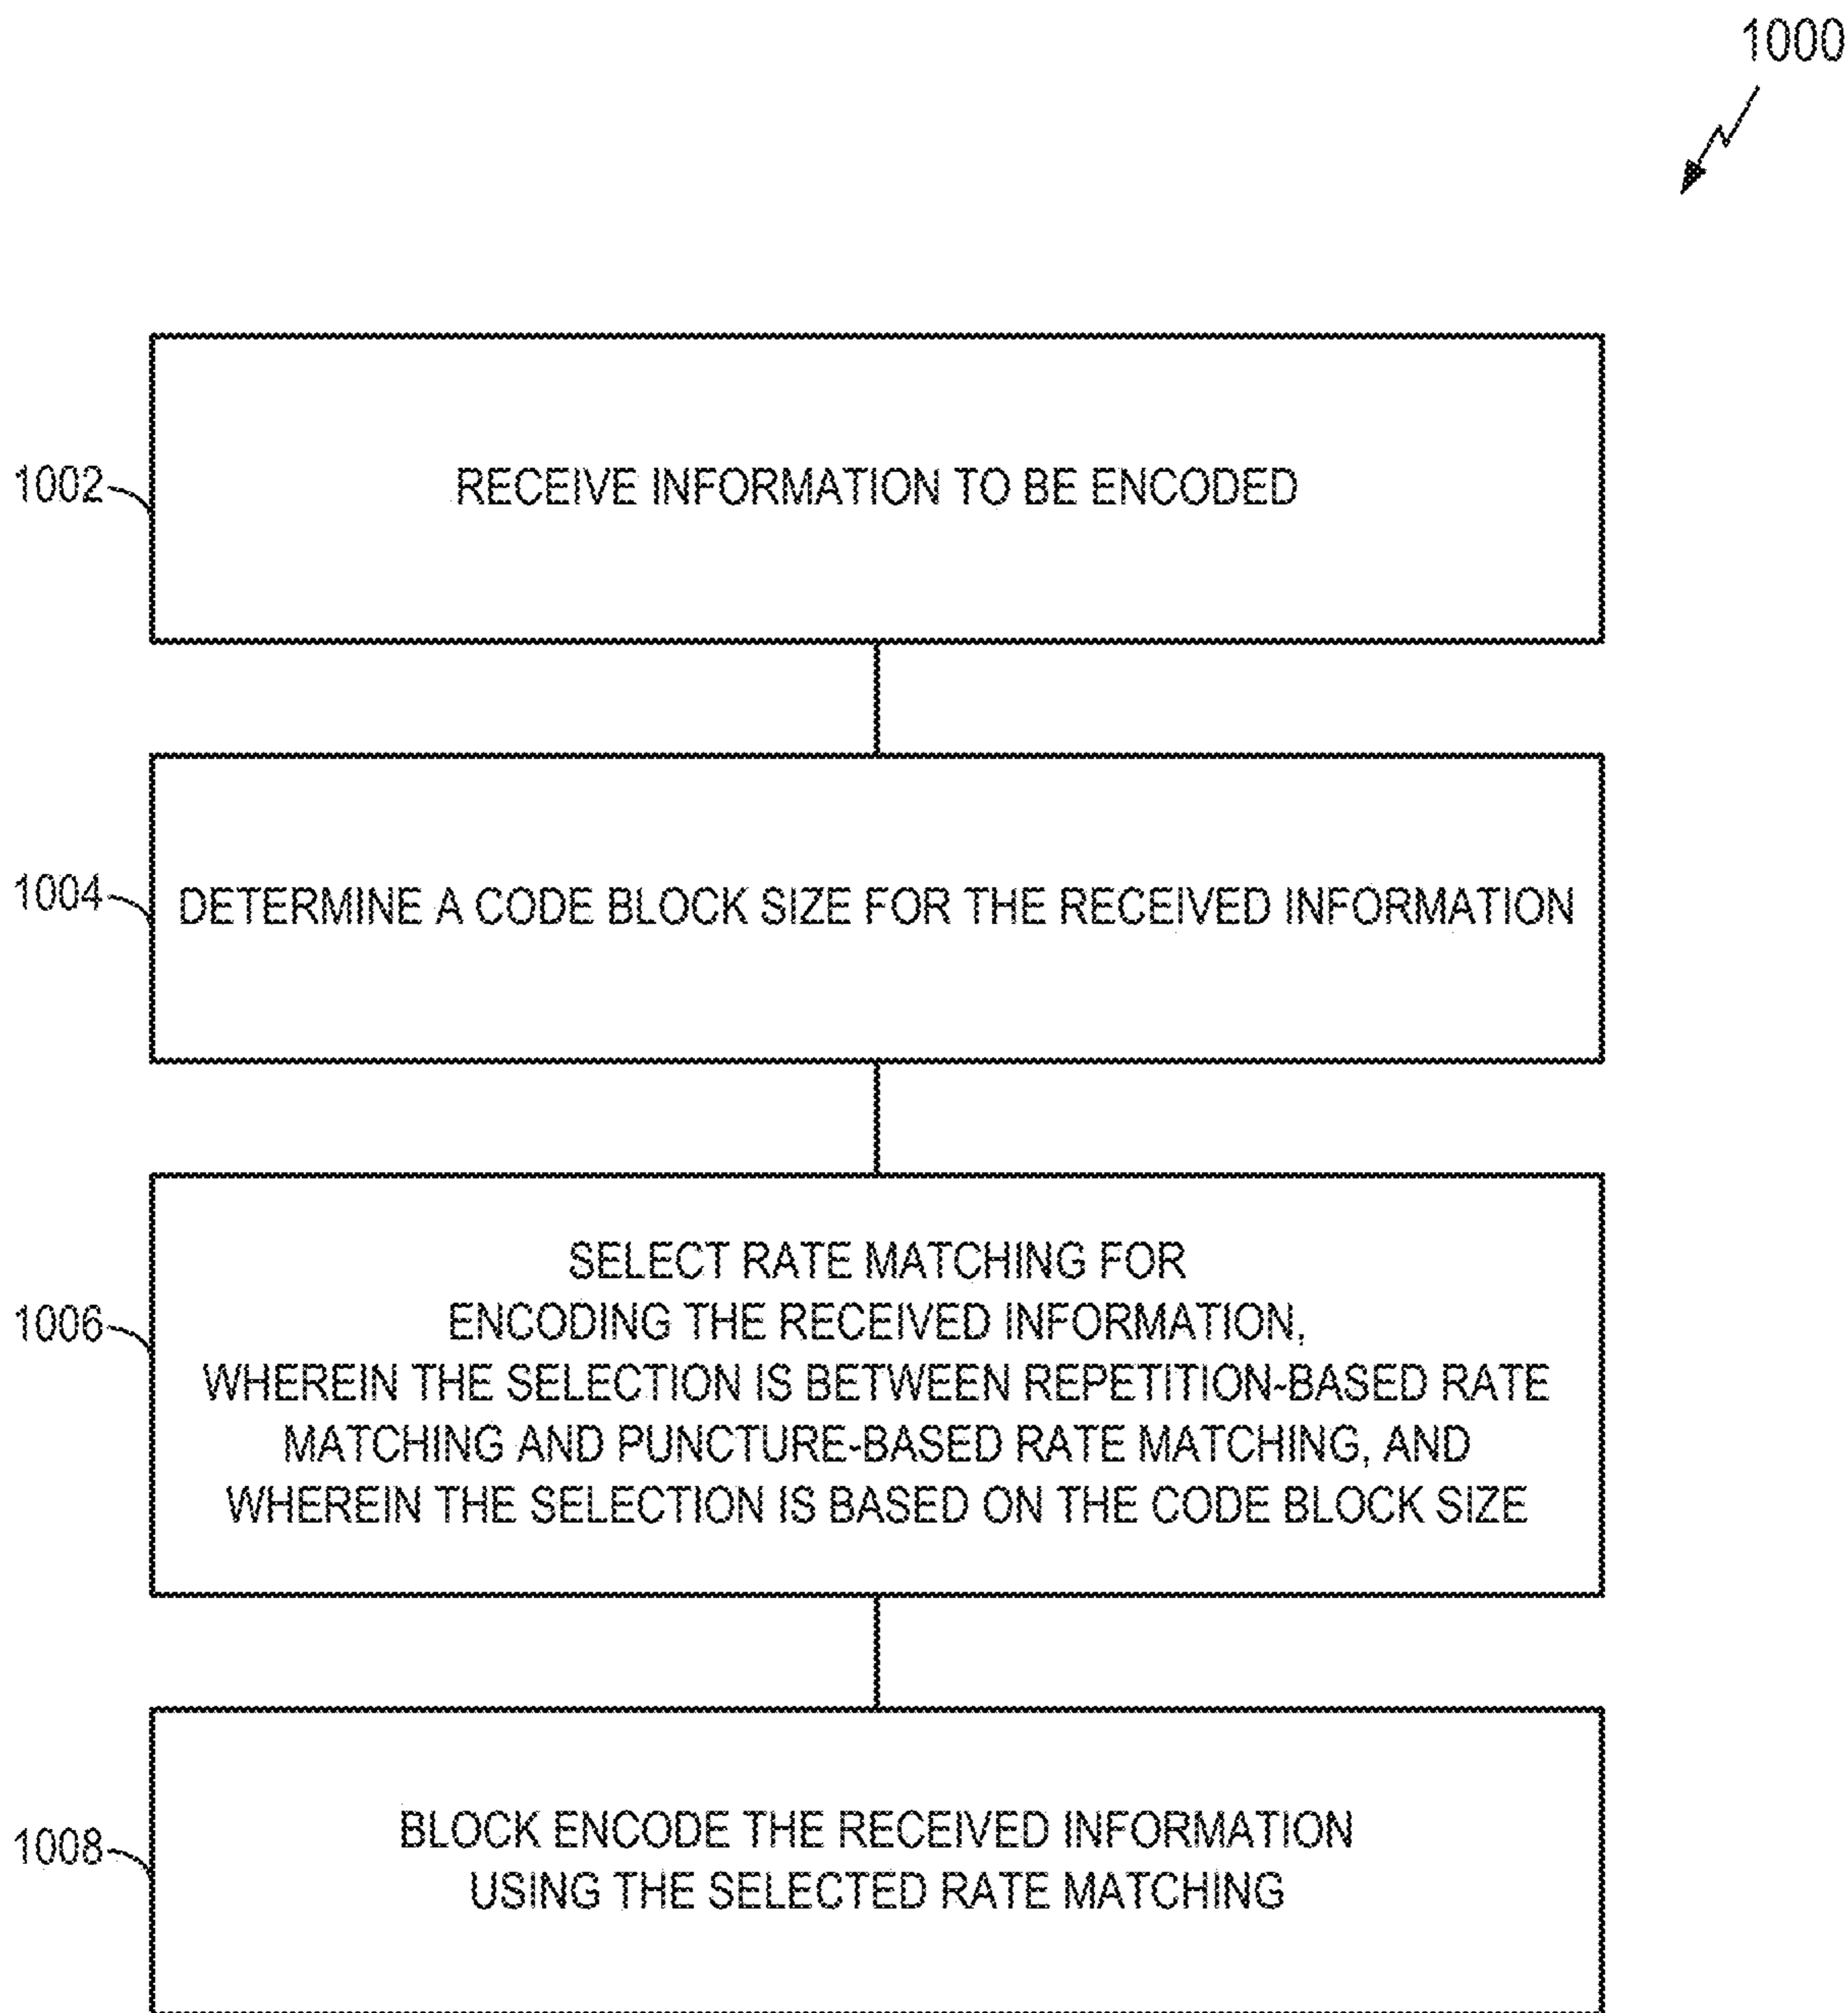 1000
1002
RECEIVE INFORMATION TO BE ENCODED
1004
DETERMINE A CODE BLOCK SIZE FOR THE RECEIVED INFORMATION
1006
SELECT RATE MATCHING FOR
ENCODING THE RECEIVED INFORMATION,
WHEREIN THE SELECTION IS BETWEEN REPETITION-BASED RATE
MATCHING AND PUNCTURE-BASED RATE MATCHING, AND
WHEREIN THE SELECTION IS BASED ON THE CODE BLOCK SIZE
1008
BLOCK ENCODE THE RECEIVED INFORMATION
USING THE SELECTED RATE MATCHING